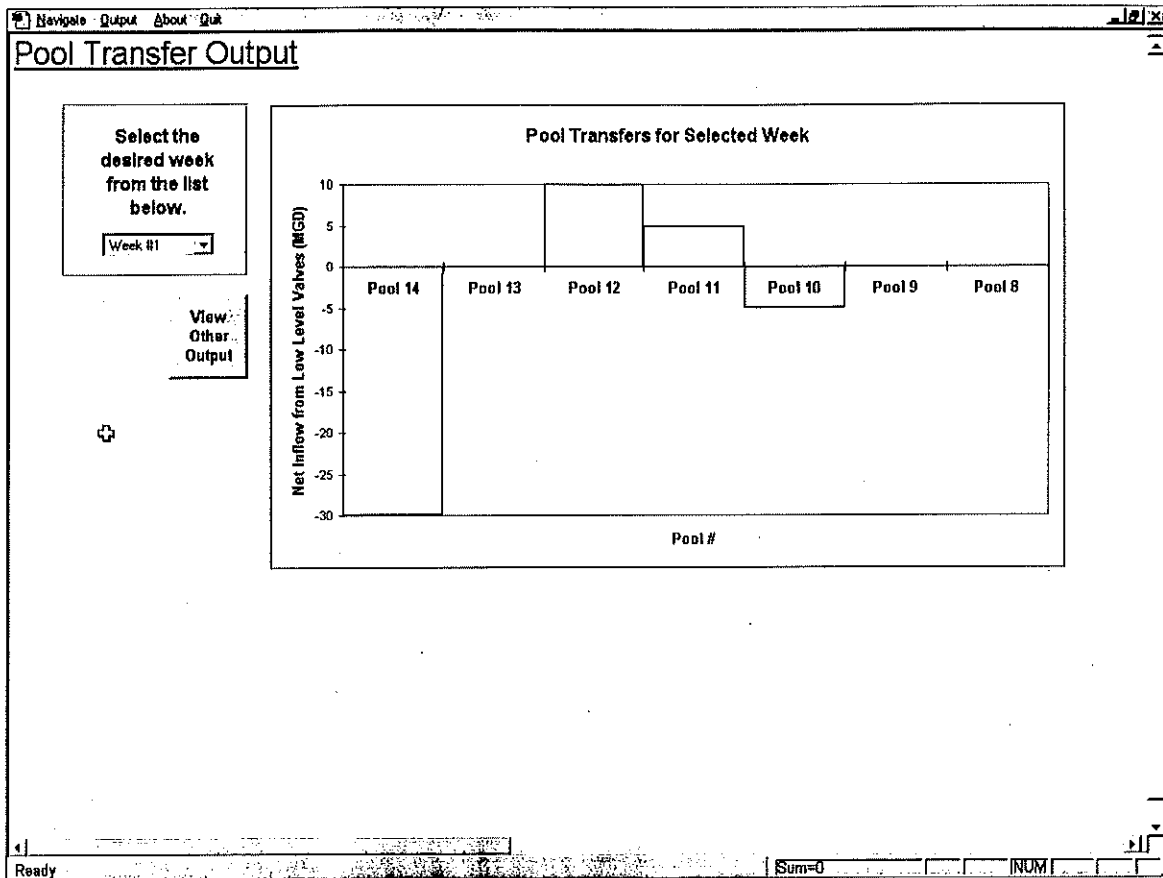 Navigate Output About Quit
Pool Transfer Output
Select the
desired week
from the list
below.
Week #1
View
Other
Output
Pool Transfers for Selected Week
Net Inflow from Low Level Valves (MGD)
10
5
0
-5
-10
-15
-20
-25
-30
Pool 14 Pool 13 Pool 12 Pool 11 Pool 10 Pool 9 Pool 8
Pool #
Ready Sum=0 NUM